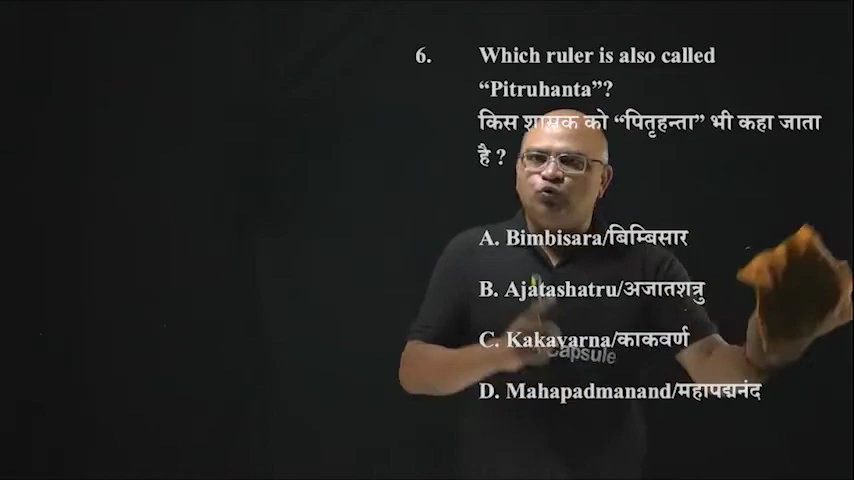 6. Which ruler is also called
“Pitruhanta”?
किस शासक को “पितृहन्ता” भी कहा जाता
है ?
A. Bimbisara/बिम्बिसार
B. Ajatashatru/अजातशत्रु
C. Kakavarna/काकवर्ण
Capsule
D. Mahapadmanand/महापद्मनंद